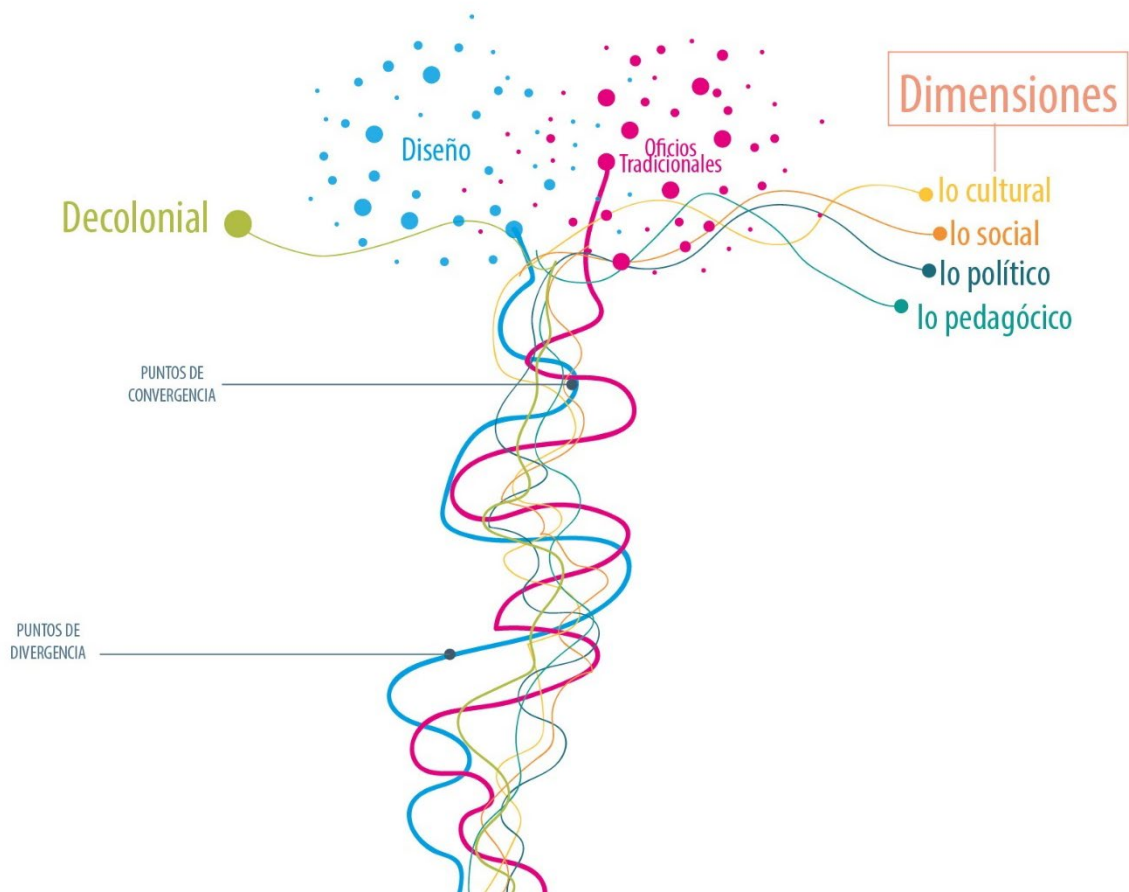 Dimensiones
Diseño
Oficios
Tradicionales
Decolonial
lo cultural
lo social
lo político
lo pedagócico
PUNTOS DE
CONVERGENCIA
PUNTOS DE
DIVERGENCIA